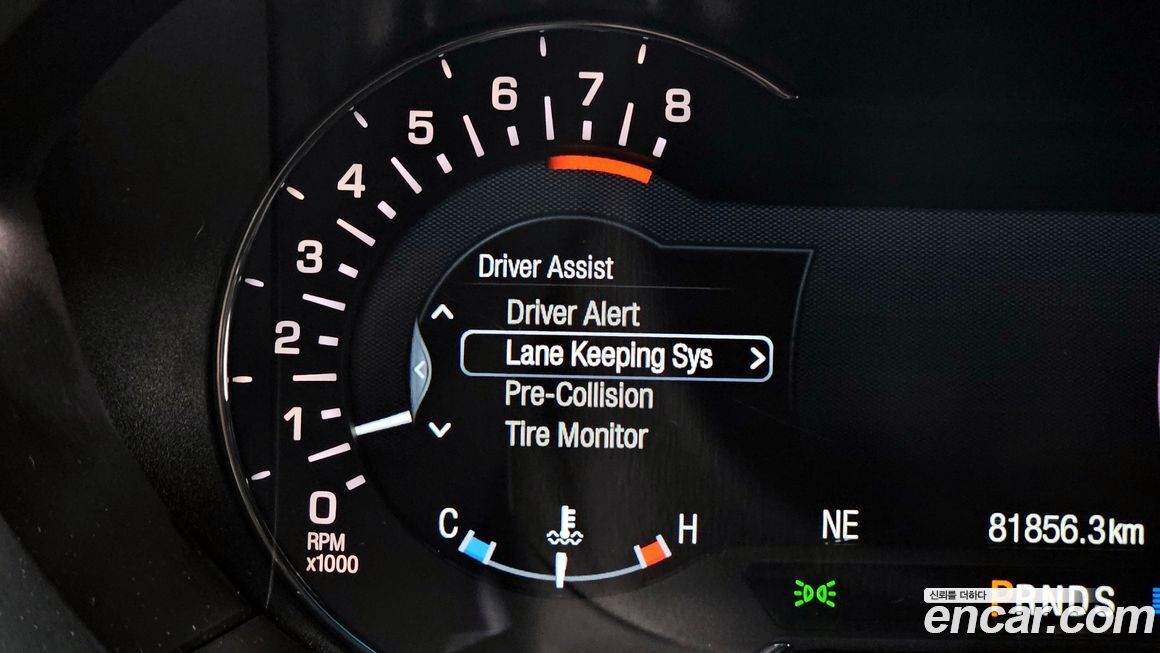 8
7
6
5
4
3
2
1
0
RPM
x1000
Driver Assist
Driver Alert
Lane Keeping Sys
Pre-Collision
Tire Monitor
C
H
NE
81856.3km
PRNDS
신뢰를 더하다
encar.com